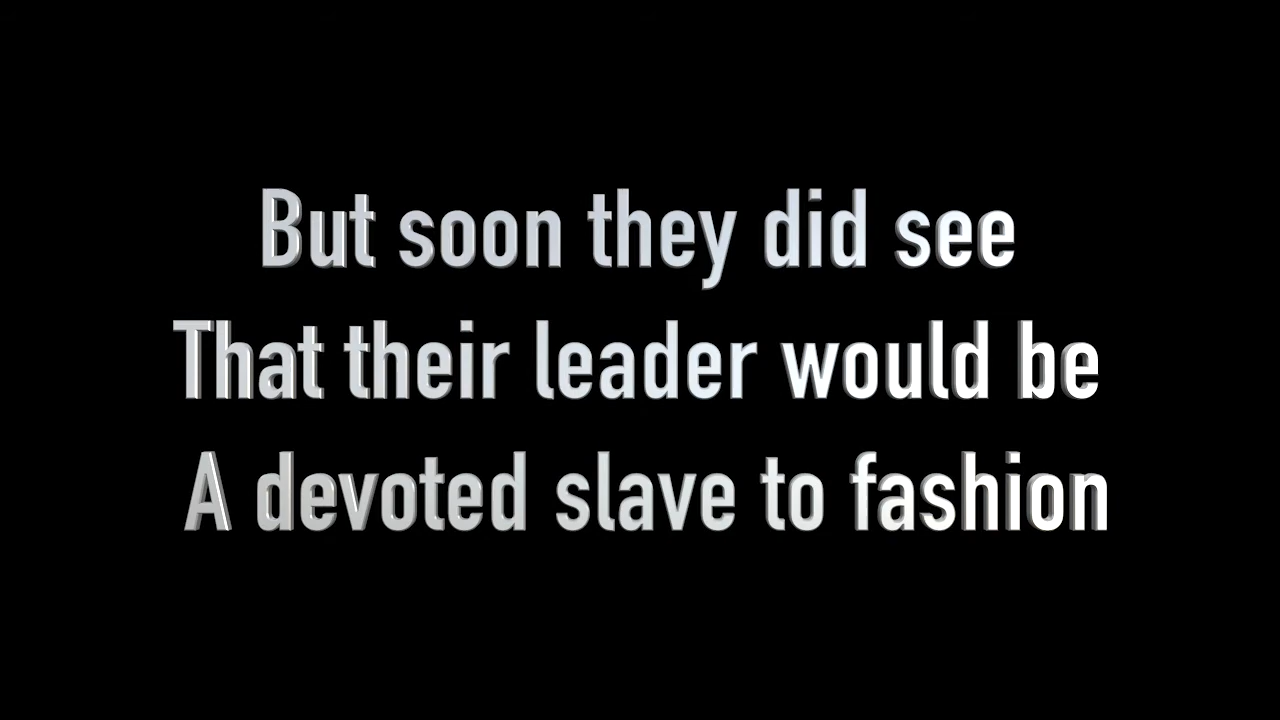 But soon they did see
That their leader would be
A devoted slave to fashion